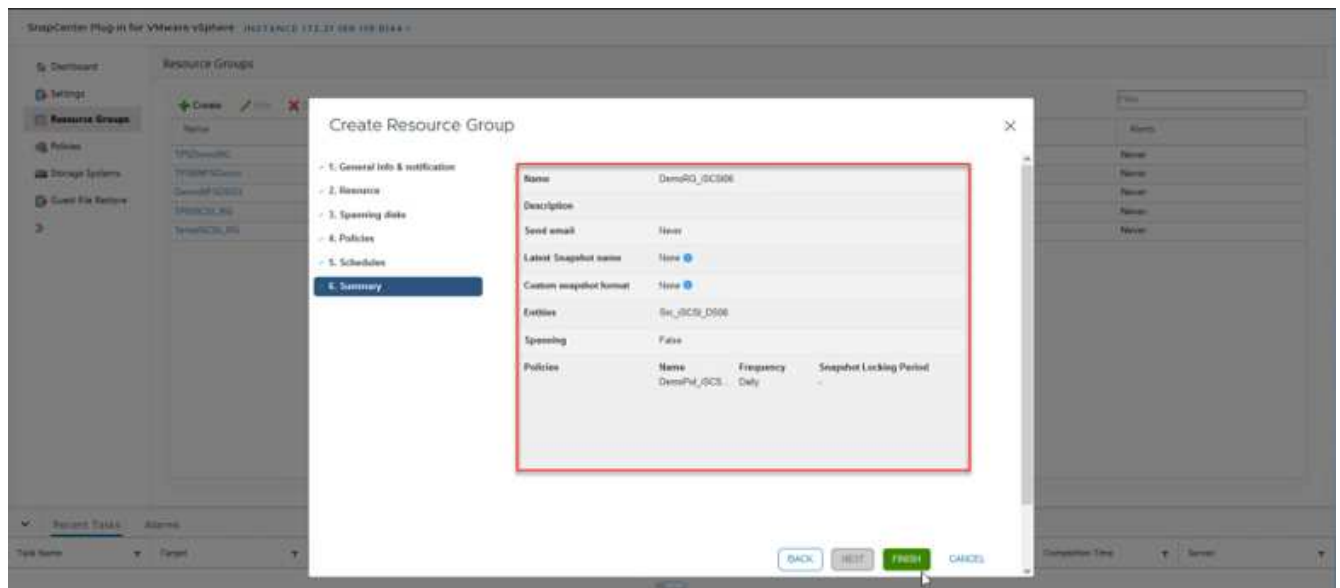 SnapCenter Plug-in for VMware vSphere
Dashboard
Settings
Resource Groups
Policies
Storage Systems
Guest File Restore
Resource Groups
Create
Name
Alerts
Never
Never
Never
Never
Never
Create Resource Group
1. General info & notification
2. Resource
3. Spanning disks
4. Policies
5. Schedules
6. Summary
Name DemoRG_iSCSI06
Description
Send email Never
Latest Snapshot name None
Custom snapshot format None
Entities Src_iSCSI_DS06
Spanning False
Policies Name Frequency Snapshot Locking Period
DemoPol_iSCS... Daily -
BACK NEXT FINISH CANCEL
Recent Tasks Alarms
Task Name Target Completion Time Server